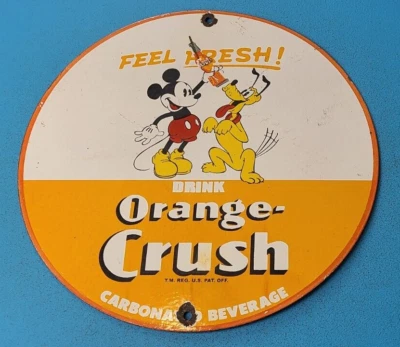 FEEL FRESH!
DRINK
Orange-
Crush
T.M. REG. U.S. PAT. OFF.
CARBONATED BEVERAGE